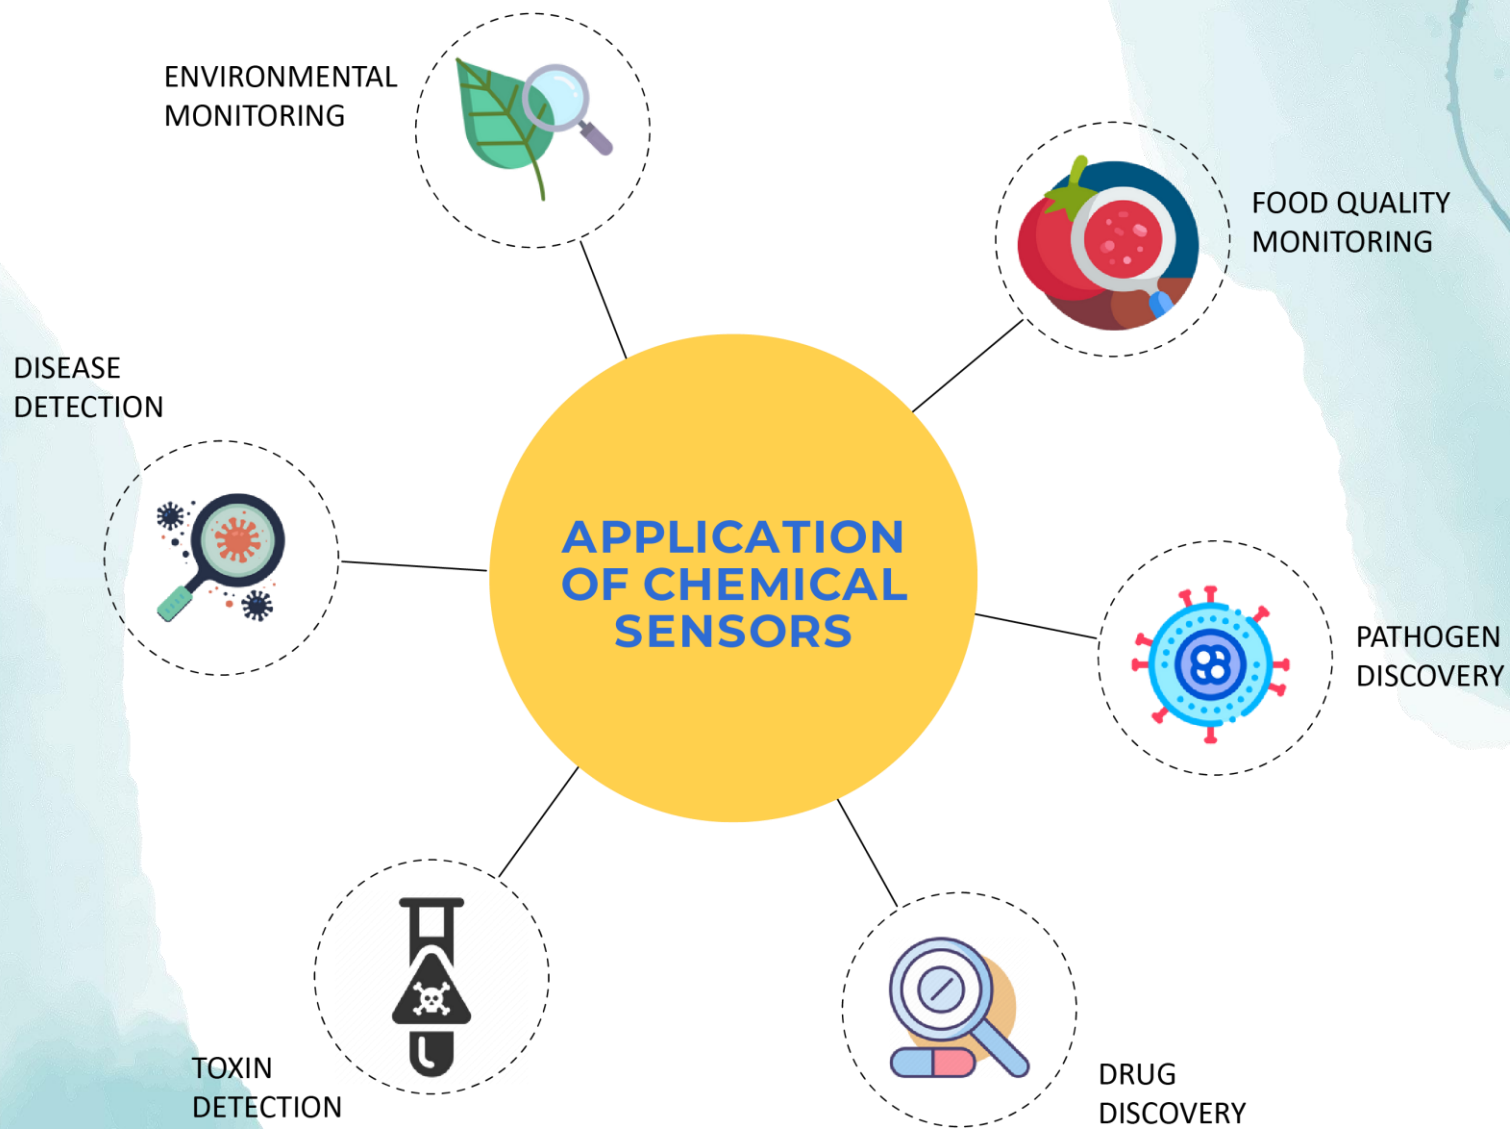 ENVIRONMENTAL
MONITORING
FOOD QUALITY
MONITORING
DISEASE
DETECTION
APPLICATION
OF CHEMICAL
SENSORS
PATHOGEN
DISCOVERY
TOXIN
DETECTION
DRUG
DISCOVERY